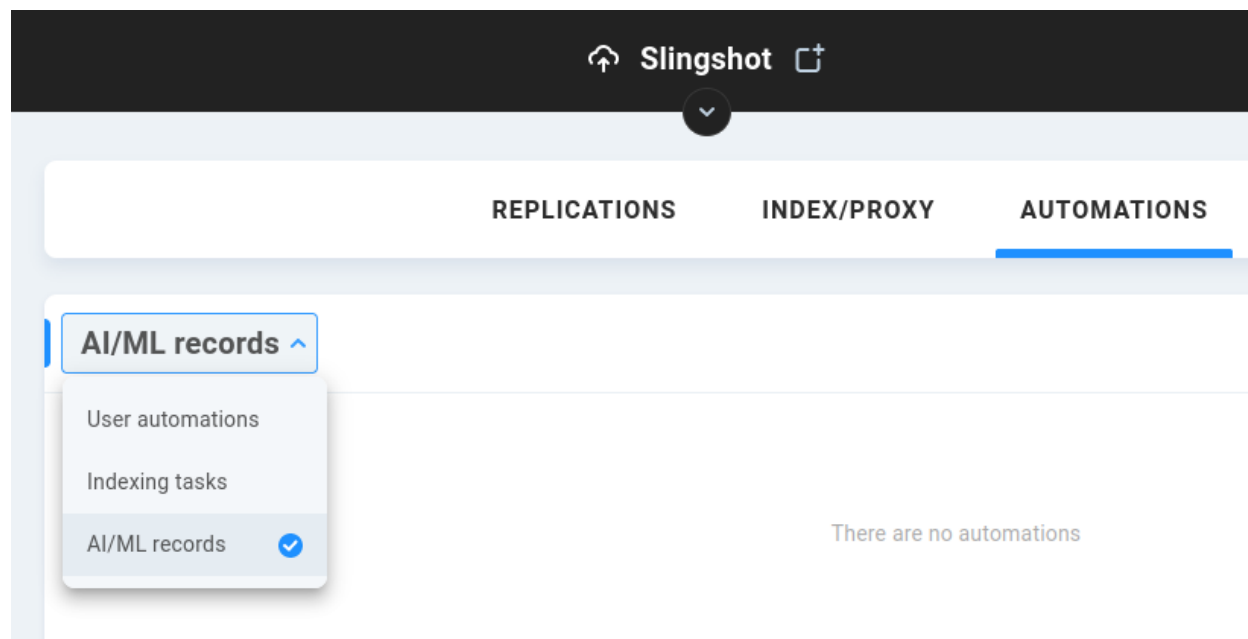 Slingshot
REPLICATIONS INDEX/PROXY AUTOMATIONS
AI/ML records
User automations
Indexing tasks
AI/ML records
There are no automations